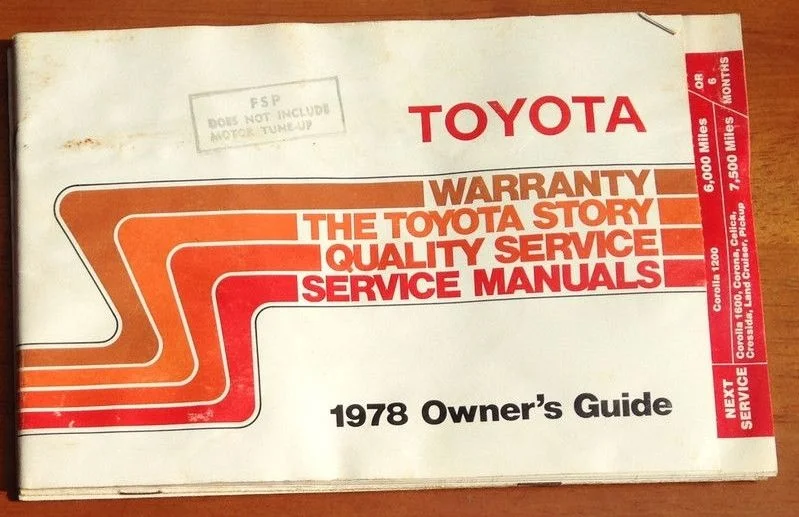 FSP
DOES NOT INCLUDE
MOTOR TUNE-UP
TOYOTA
WARRANTY
THE TOYOTA STORY
QUALITY SERVICE
SERVICE MANUALS
1978 Owner's Guide
NEXT
SERVICE
Corolla 1200
6,000 Miles
Corolla 1600, Corona, Celica,
Cressida, Land Cruiser, Pickup
7,500 Miles
OR
6
MONTHS